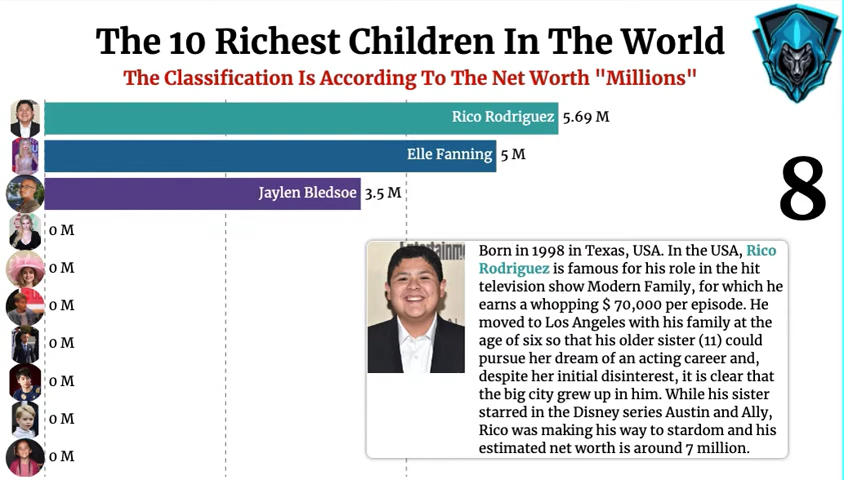 The 10 Richest Children In The World
The Classification Is According To The Net Worth "Millions"
Rico Rodriguez 5.69 M
Elle Fanning 5 M
Jaylen Bledsoe 3.5 M
8
0 M
0 M
0 M
0 M
0 M
0 M
0 M
Born in 1998 in Texas, USA. In the USA, Rico
Rodriguez is famous for his role in the hit
television show Modern Family, for which he
earns a whopping $ 70,000 per episode. He
moved to Los Angeles with his family at the
age of six so that his older sister (11) could
pursue her dream of an acting career and,
despite her initial disinterest, it is clear that
the big city grew up in him. While his sister
starred in the Disney series Austin and Ally,
Rico was making his way to stardom and his
estimated net worth is around 7 million.